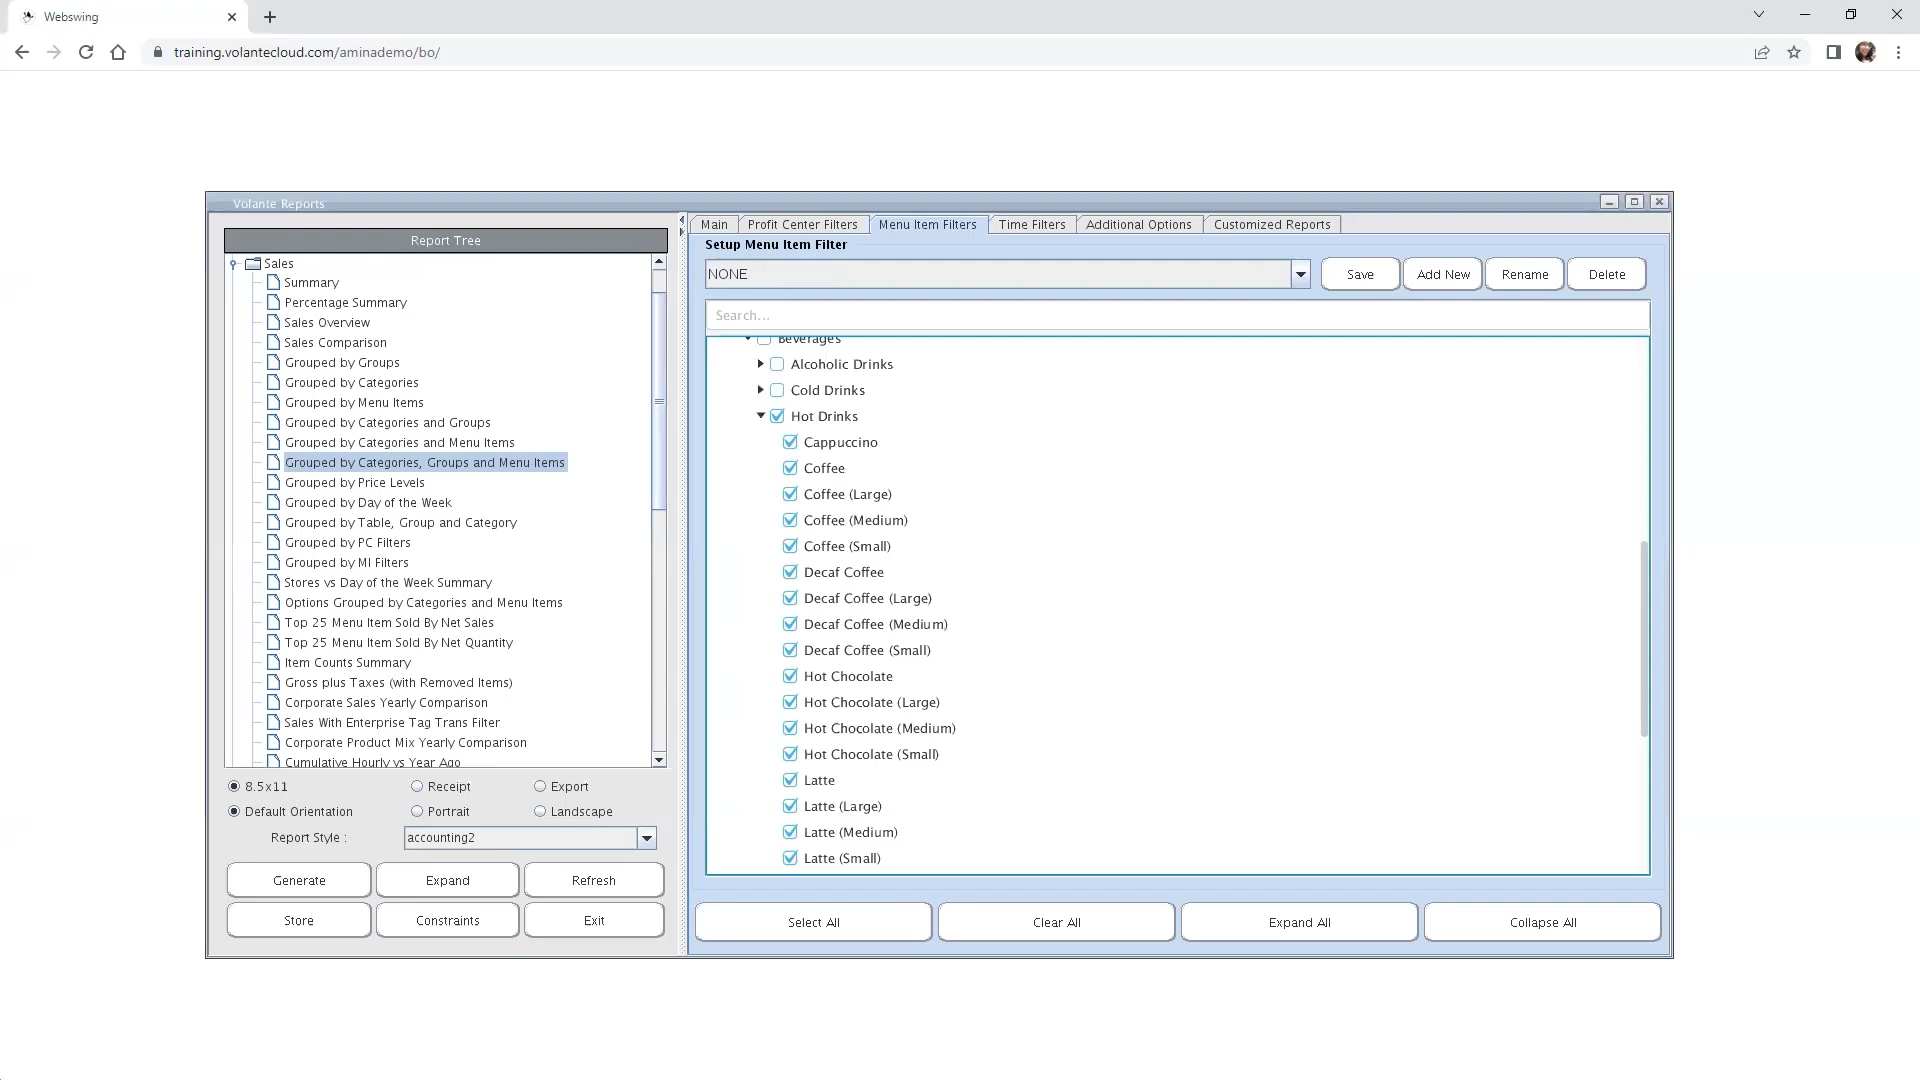 Webswing
training.volantecloud.com/aminademo/bo/
Volante Reports
Report Tree
Sales
Summary
Percentage Summary
Sales Overview
Sales Comparison
Grouped by Groups
Grouped by Categories
Grouped by Menu Items
Grouped by Categories and Groups
Grouped by Categories and Menu Items
Grouped by Categories, Groups and Menu Items
Grouped by Price Levels
Grouped by Day of the Week
Grouped by Table, Group and Category
Grouped by PC Filters
Grouped by MI Filters
Stores vs Day of the Week Summary
Options Grouped by Categories and Menu Items
Top 25 Menu Item Sold By Net Sales
Top 25 Menu Item Sold By Net Quantity
Item Counts Summary
Gross plus Taxes (with Removed Items)
Corporate Sales Yearly Comparison
Sales With Enterprise Tag Trans Filter
Corporate Product Mix Yearly Comparison
Cumulative Hourly vs Year Ago
8.5x11 Receipt Export
Default Orientation Portrait Landscape
Report Style : accounting2
Generate Expand Refresh
Store Constraints Exit
Main Profit Center Filters Menu Item Filters Time Filters Additional Options Customized Reports
Setup Menu Item Filter
NONE Save Add New Rename Delete
Search...
Beverages
Alcoholic Drinks
Cold Drinks
Hot Drinks
Cappuccino
Coffee
Coffee (Large)
Coffee (Medium)
Coffee (Small)
Decaf Coffee
Decaf Coffee (Large)
Decaf Coffee (Medium)
Decaf Coffee (Small)
Hot Chocolate
Hot Chocolate (Large)
Hot Chocolate (Medium)
Hot Chocolate (Small)
Latte
Latte (Large)
Latte (Medium)
Latte (Small)
Select All Clear All Expand All Collapse All